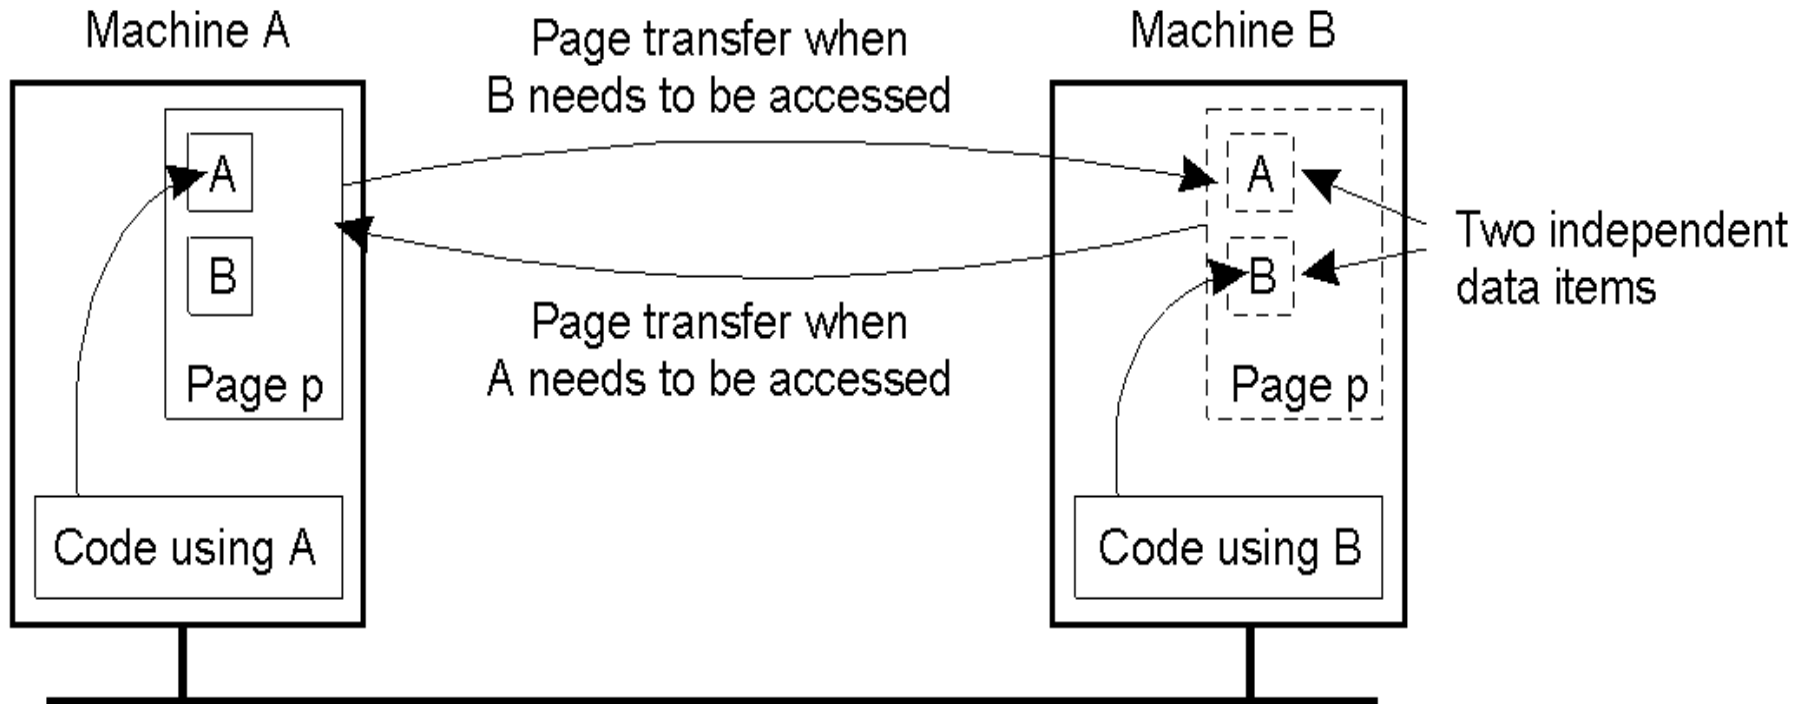 Machine A
Page transfer when
B needs to be accessed
Machine B
A
B
Page p
Code using A
Page transfer when
A needs to be accessed
A
B
Page p
Code using B
Two independent
data items